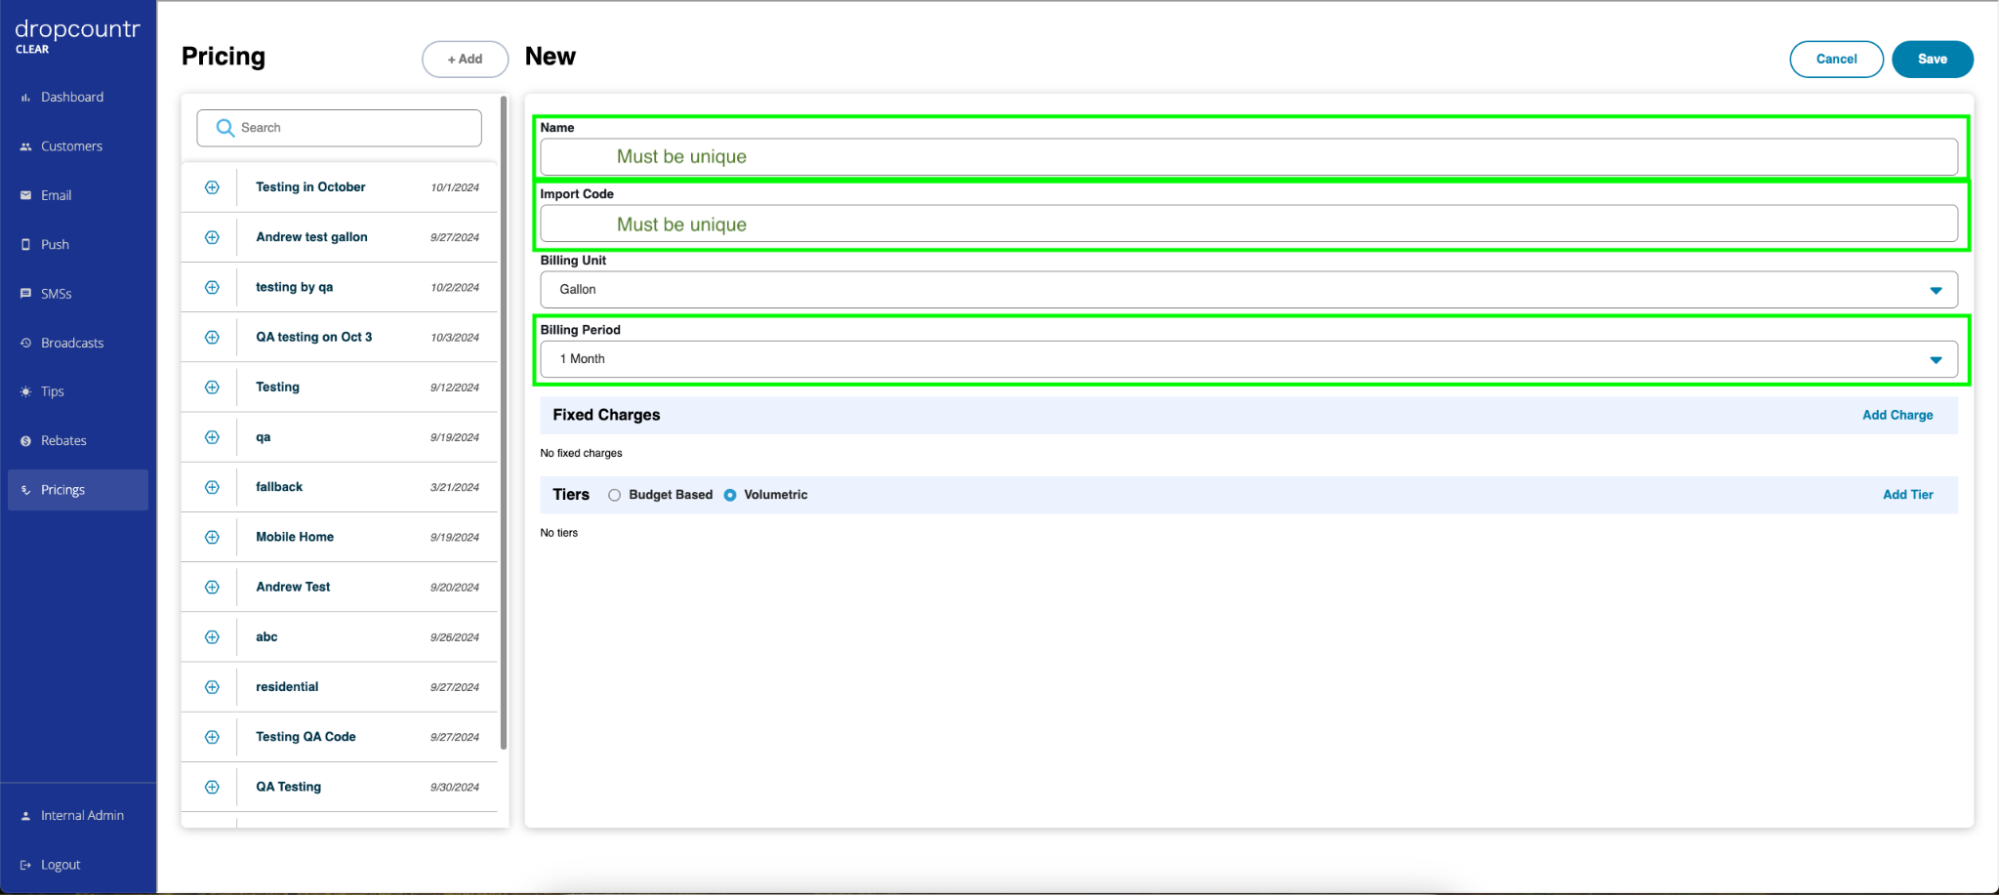 dropcountr
CLEAR
Dashboard
Customers
Email
Push
SMSs
Broadcasts
Tips
Rebates
Pricings
Internal Admin
Logout
Pricing
+ Add
Search
Testing in October 10/1/2024
Andrew test gallon 9/27/2024
testing by qa 10/2/2024
QA testing on Oct 3 10/3/2024
Testing 9/12/2024
qa 9/19/2024
fallback 3/21/2024
Mobile Home 9/19/2024
Andrew Test 9/20/2024
abc 9/26/2024
residential 9/27/2024
Testing QA Code 9/27/2024
QA Testing 9/30/2024
New
Cancel Save
Name
Must be unique
Import Code
Must be unique
Billing Unit
Gallon
Billing Period
1 Month
Fixed Charges Add Charge
No fixed charges
Tiers Budget Based Volumetric Add Tier
No tiers